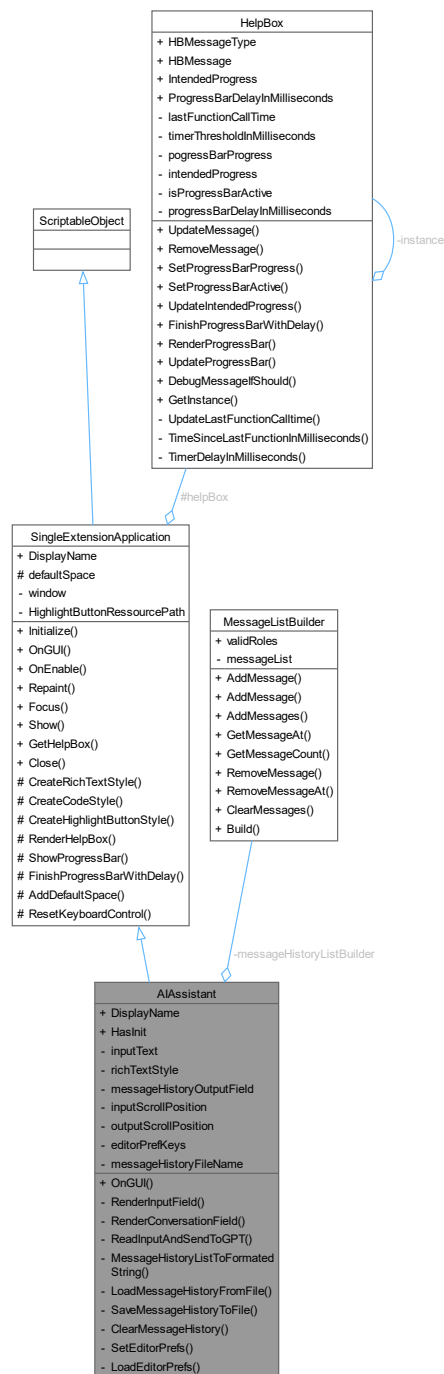 HelpBox
+ HBMessageType
+ HBMessage
+ IntendedProgress
+ ProgressBarDelayInMilliseconds
- lastFunctionCallTime
- timerThresholdInMilliseconds
- pogressBarProgress
- intendedProgress
- isProgressBarActive
- progressBarDelayInMilliseconds
+ UpdateMessage()
+ RemoveMessage()
+ SetProgressBarProgress()
+ SetProgressBarActive()
+ UpdateIntendedProgress()
+ FinishProgressBarWithDelay()
+ RenderProgressBar()
+ UpdateProgressBar()
+ DebugMessageIfShould()
+ GetInstance()
- UpdateLastFunctionCalltime()
- TimeSinceLastFunctionInMilliseconds()
- TimerDelayInMilliseconds()
-instance
ScriptableObject
#helpBox
SingleExtensionApplication
+ DisplayName
# defaultSpace
- window
- HighlightButtonRessourcePath
+ Initialize()
+ OnGUI()
+ OnEnable()
+ Repaint()
+ Focus()
+ Show()
+ GetHelpBox()
+ Close()
# CreateRichTextStyle()
# CreateCodeStyle()
# CreateHighlightButtonStyle()
# RenderHelpBox()
# ShowProgressBar()
# FinishProgressBarWithDelay()
# AddDefaultSpace()
# ResetKeyboardControl()
MessageListBuilder
+ validRoles
- messageList
+ AddMessage()
+ AddMessage()
+ AddMessages()
+ GetMessageAt()
+ GetMessageCount()
+ RemoveMessage()
+ RemoveMessageAt()
+ ClearMessages()
+ Build()
-messageHistoryListBuilder
AIAssistant
+ DisplayName
+ HasInit
- inputText
- richTextStyle
- messageHistoryOutputField
- inputScrollPosition
- outputScrollPosition
- editorPrefKeys
- messageHistoryFileName
+ OnGUI()
- RenderInputField()
- RenderConversationField()
- ReadInputAndSendToGPT()
- MessageHistoryListToFormated
String()
- LoadMessageHistoryFromFile()
- SaveMessageHistoryToFile()
- ClearMessageHistory()
- SetEditorPrefs()
- LoadEditorPrefs()